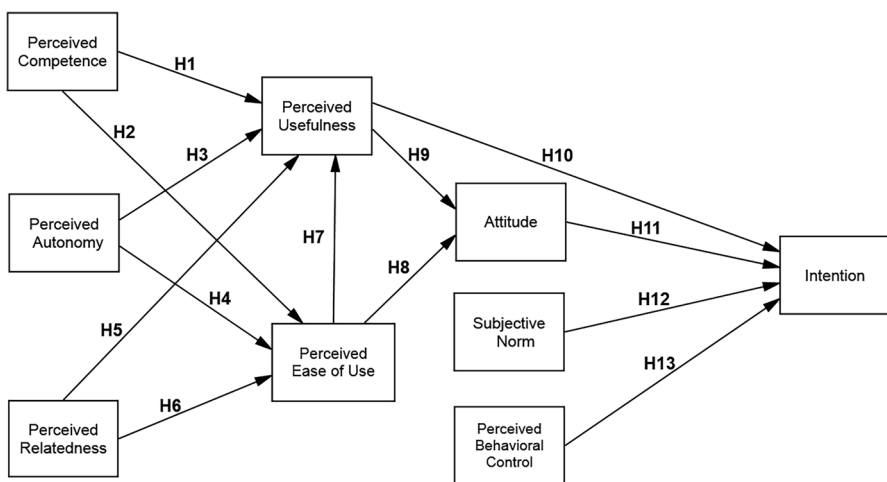 Perceived
Competence
H1
Perceived
Usefulness
H2
H3
H9
H10
Perceived
Autonomy
Attitude
H7
H11
H8
Intention
H4
H5
H12
Subjective
Norm
Perceived
Ease of Use
H13
H6
Perceived
Relatedness
Perceived
Behavioral
Control